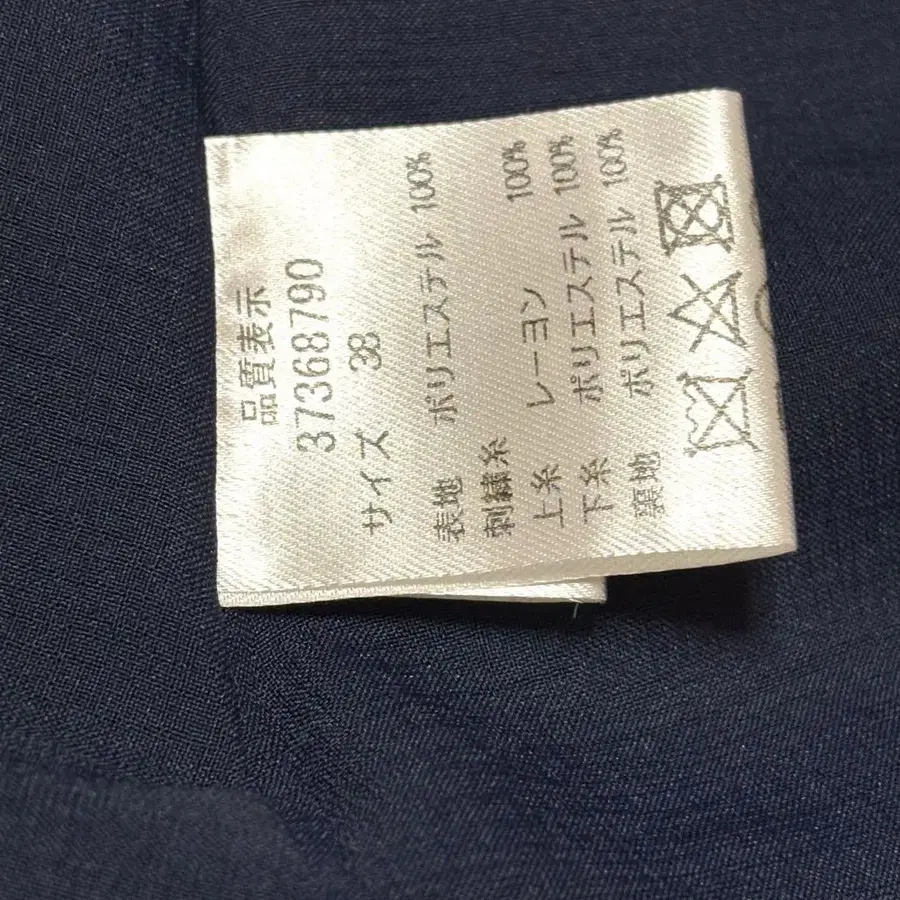 品質表示
37368790
サイズ 38
表地 ポリエステル 100%
刺繍糸
上糸 レーヨン 100%
下糸 ポリエステル 100%
裏地 ポリエステル 100%